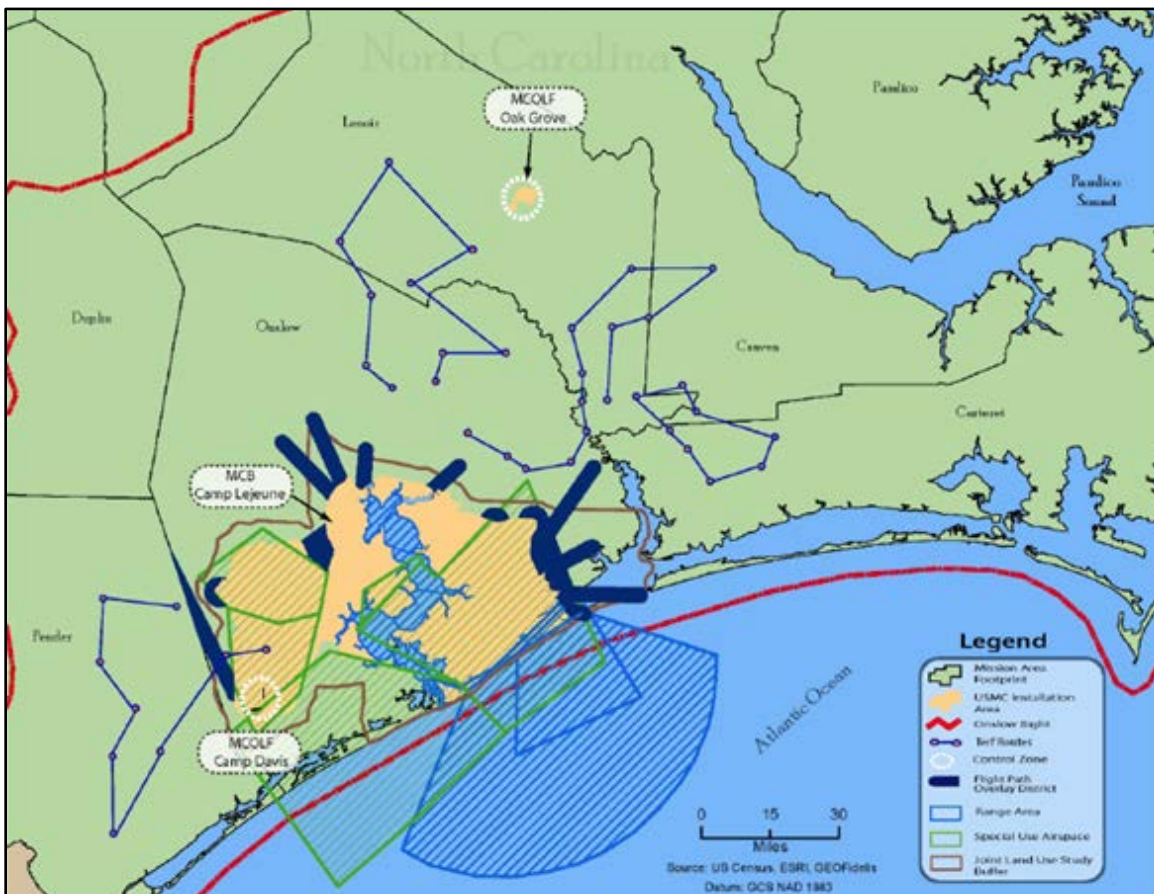 North Carolina
MCOLF
Oak Grove
Pamlico
Lenoir
Pamlico
Sound
Duplin
Onslow
Craven
Carteret
MCB
Camp Lejeune
Pender
MCOLF
Camp Davis
Atlantic Ocean
Legend
Mission Area
Footprint
USMC Installation
Area
Onslow Bight
Terf Routes
Control Zone
Flight Path
Overlay District
Range Area
Special Use Airspace
Joint Land Use Study
Buffer
0 15 30
Miles
Source: US Census, ESRI, GEOFidelis
Datum: GCS NAD 1983